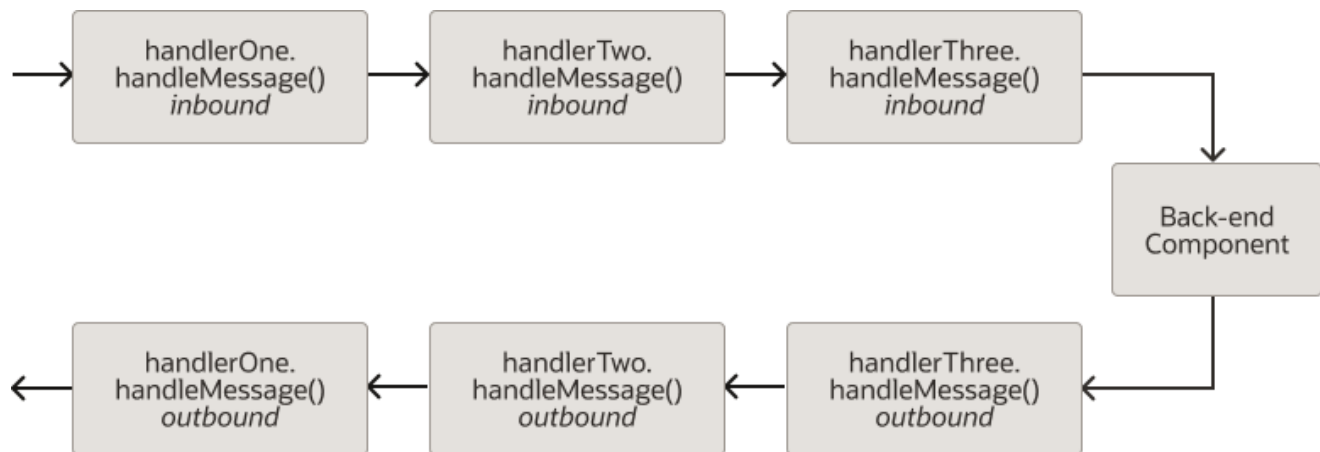 handlerOne.
handleMessage()
inbound
handlerTwo.
handleMessage()
inbound
handlerThree.
handleMessage()
inbound
Back-end
Component
handlerOne.
handleMessage()
outbound
handlerTwo.
handleMessage()
outbound
handlerThree.
handleMessage()
outbound